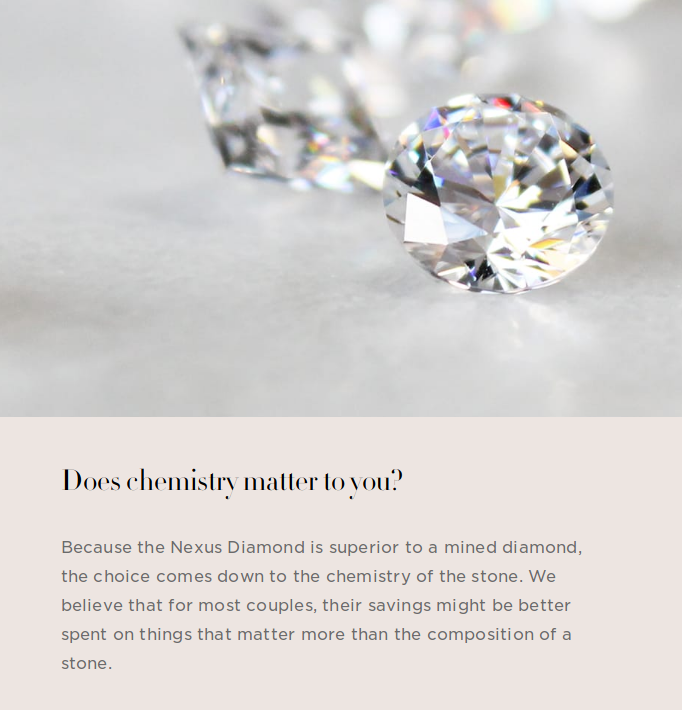 Does chemistry matter to you?
Because the Nexus Diamond is superior to a mined diamond,
the choice comes down to the chemistry of the stone. We
believe that for most couples, their savings might be better
spent on things that matter more than the composition of a
stone.